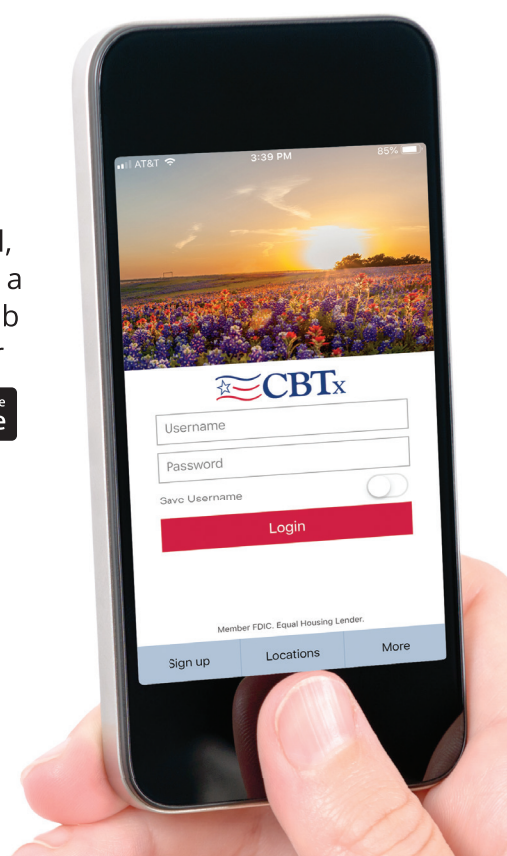 AT&T 3:39 PM 85%
a
b
CBTx
Username
Password
Save Username
Login
Member FDIC. Equal Housing Lender.
Sign up Locations More